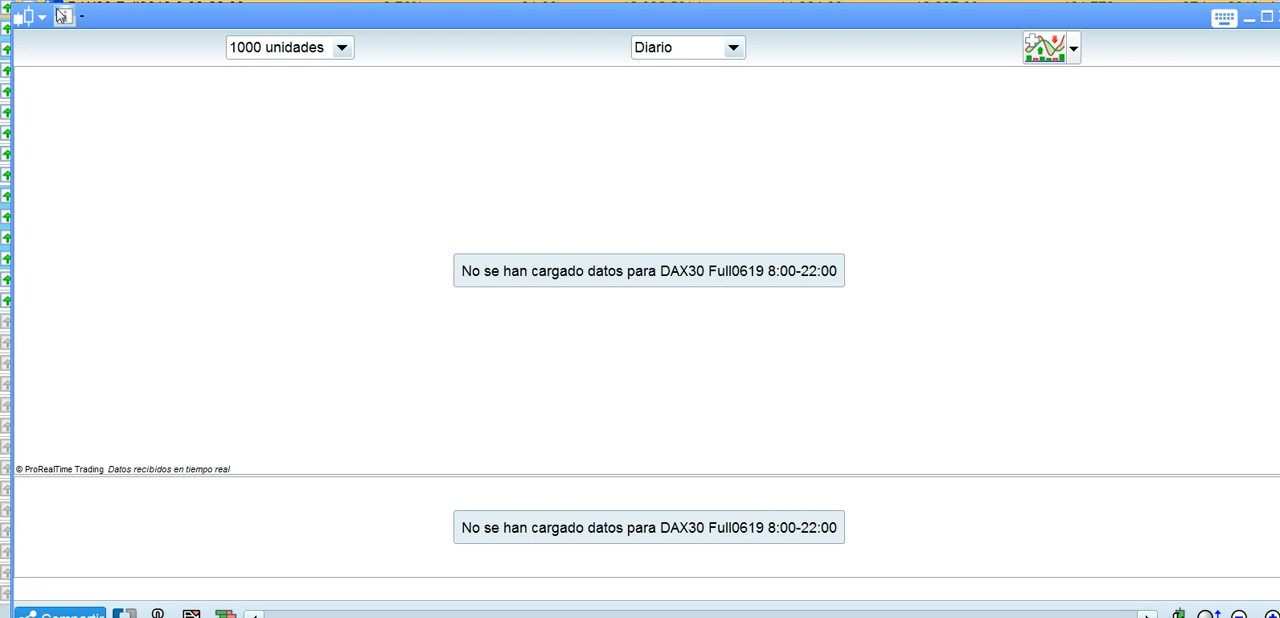 1000 unidades
Diario
No se han cargado datos para DAX30 Full0619 8:00-22:00
© ProRealTime Trading Datos recibidos en tiempo real
No se han cargado datos para DAX30 Full0619 8:00-22:00
Compartir